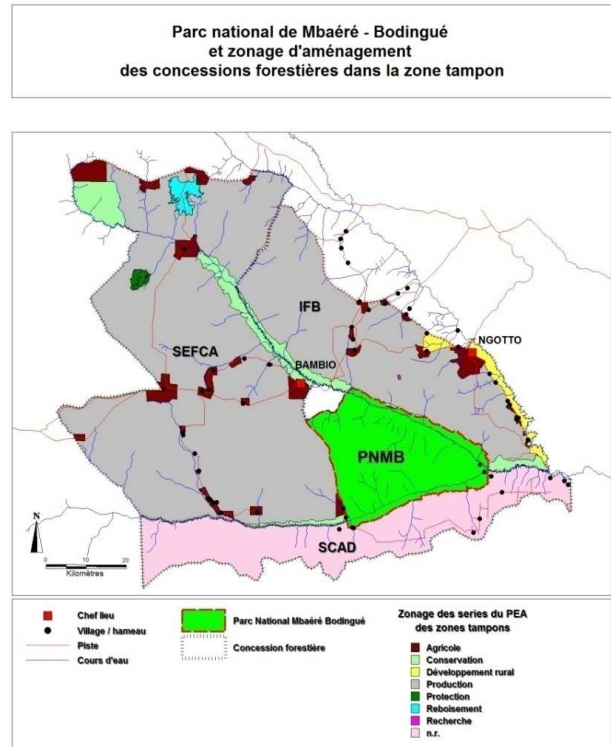 Parc national de Mbaéré - Bodingué
et zonage d'aménagement
des concessions forestières dans la zone tampon
IFB
NGOTTO
SEFCA
BAMBIO
PNMB
N
SCAD
0 10 20
Kilomètres
Chef lieu
Village / hameau
Piste
Cours d'eau
Parc National Mbaéré Bodingué
Concession forestière
Zonage des series du PEA
des zones tampons
Agricole
Conservation
Développement rural
Production
Protection
Reboisement
Recherche
n.r.